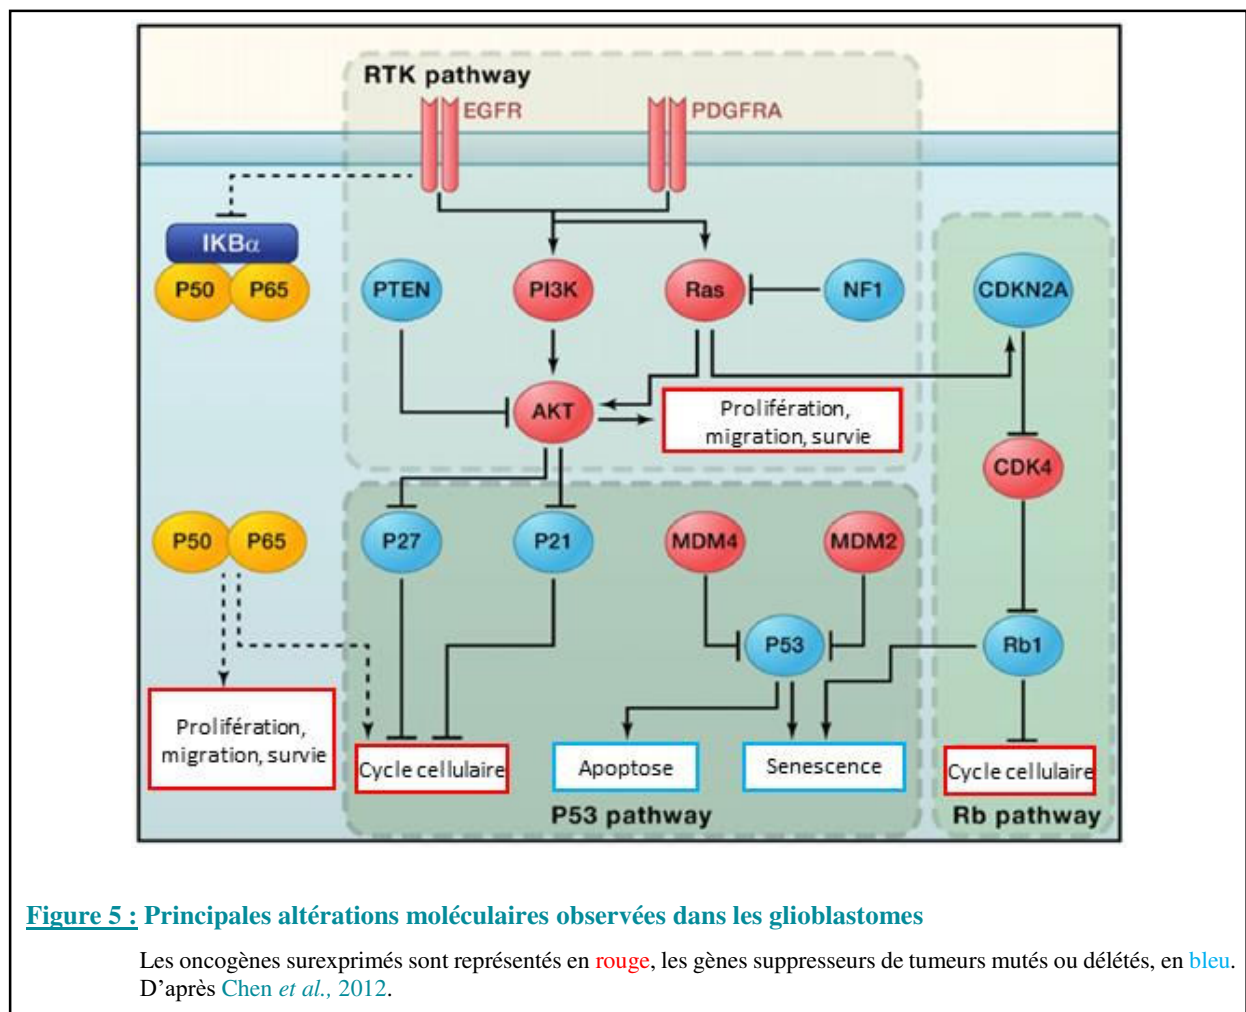 RTK pathway
EGFR
PDGFRA
IKBα
P50
P65
PTEN
PI3K
Ras
NF1
CDKN2A
AKT
Prolifération,
migration, survie
CDK4
P50
P65
P27
P21
MDM4
MDM2
P53
Rb1
Prolifération,
migration, survie
Cycle cellulaire
Apoptose
Senescence
Cycle cellulaire
P53 pathway
Rb pathway
Figure 5 : Principales altérations moléculaires observées dans les glioblastomes
Les oncogènes surexprimés sont représentés en rouge, les gènes suppresseurs de tumeurs mutés ou délétés, en bleu.
D’après Chen et al., 2012.